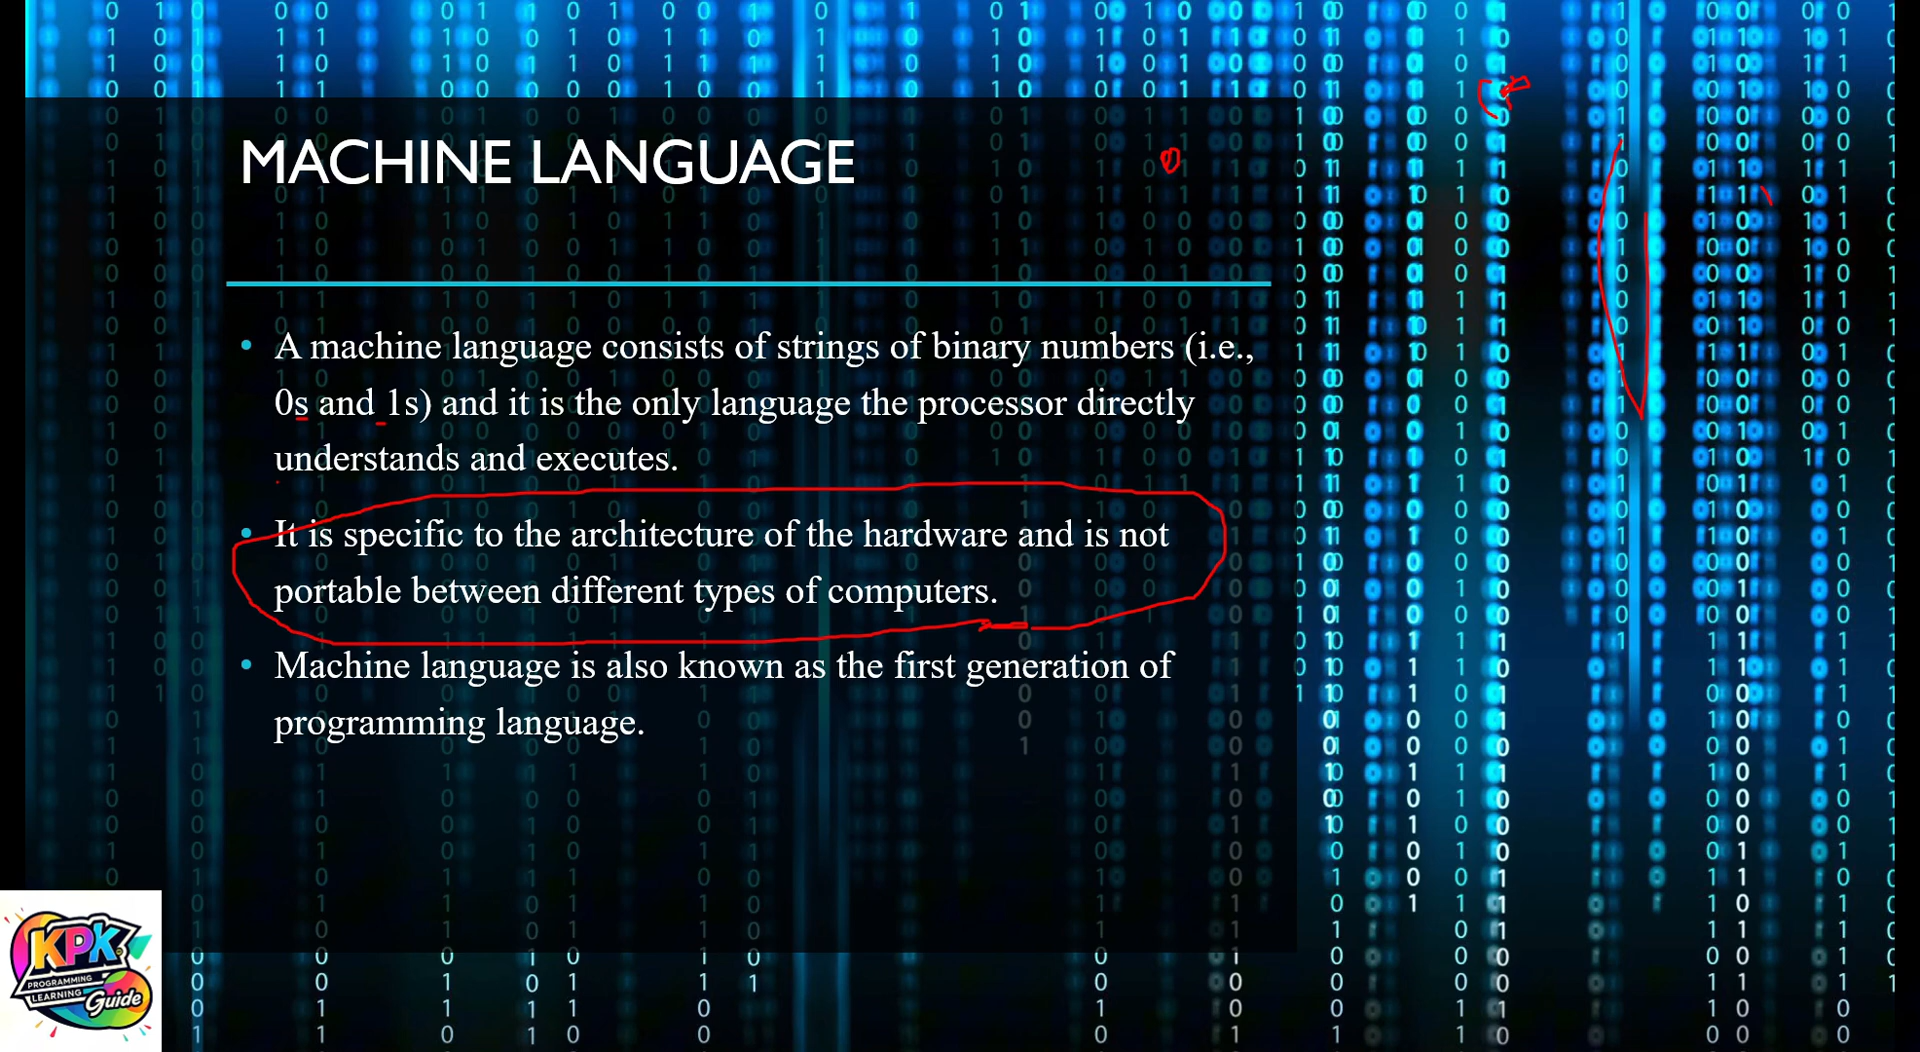 MACHINE LANGUAGE
• A machine language consists of strings of binary numbers (i.e.,
0s and 1s) and it is the only language the processor directly
understands and executes.
• It is specific to the architecture of the hardware and is not
portable between different types of computers.
• Machine language is also known as the first generation of
programming language.
KPK
PROGRAMMING
LEARNING
Guide